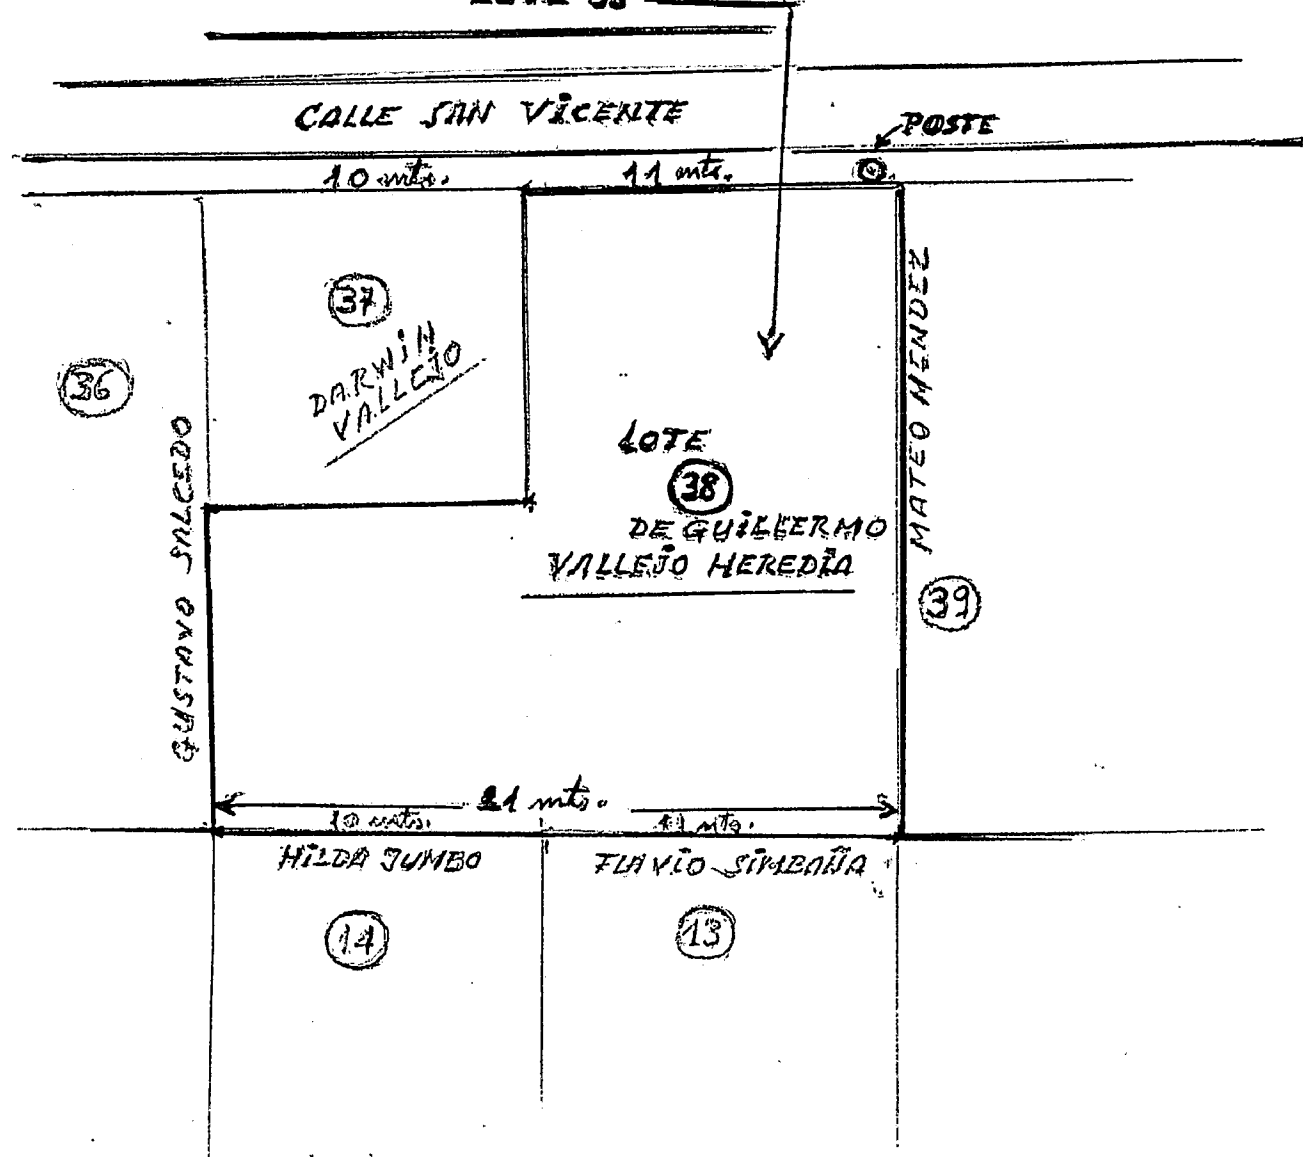 CALLE SAN VICENTE
POSTE
10 mts.
11 mts.
37
DARWIN
VALLEJO
36
GUSTAVO SALCEDO
LOTE
38
DE GUILLERMO
VALLEJO HEREDIA
MATEO MENDEZ
39
21 mts.
10 mts.
11 mts.
HILDA JUMBO
FLAVIO SIMBAÑA
14
13